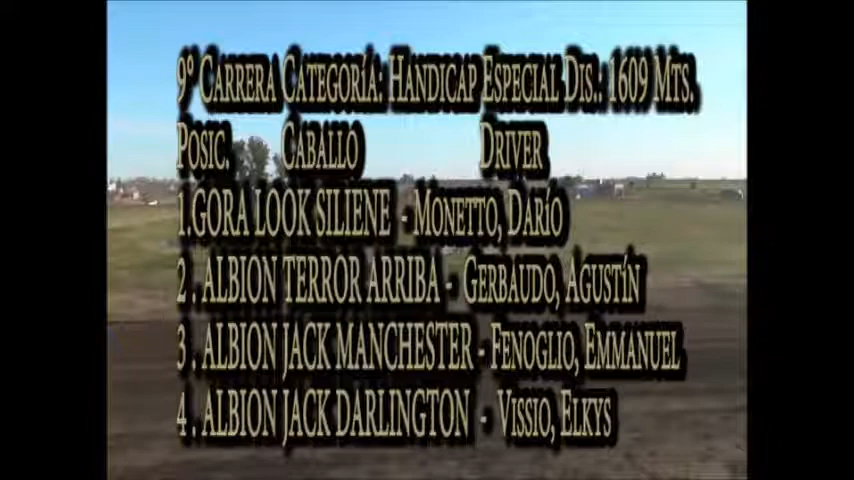 9º CARRERA CATEGORÍA: HANDICAP ESPECIAL DIS.: 1609 MTS.
POSIC. CABALLO DRIVER
1.GORA LOOK SILIENE - MONETTO, DARÍO
2 . ALBION TERROR ARRIBA - GERBAUDO, AGUSTÍN
3 . ALBION JACK MANCHESTER - FENOGLIO, EMMANUEL
4 . ALBION JACK DARLINGTON - VISSIO, ELKYS